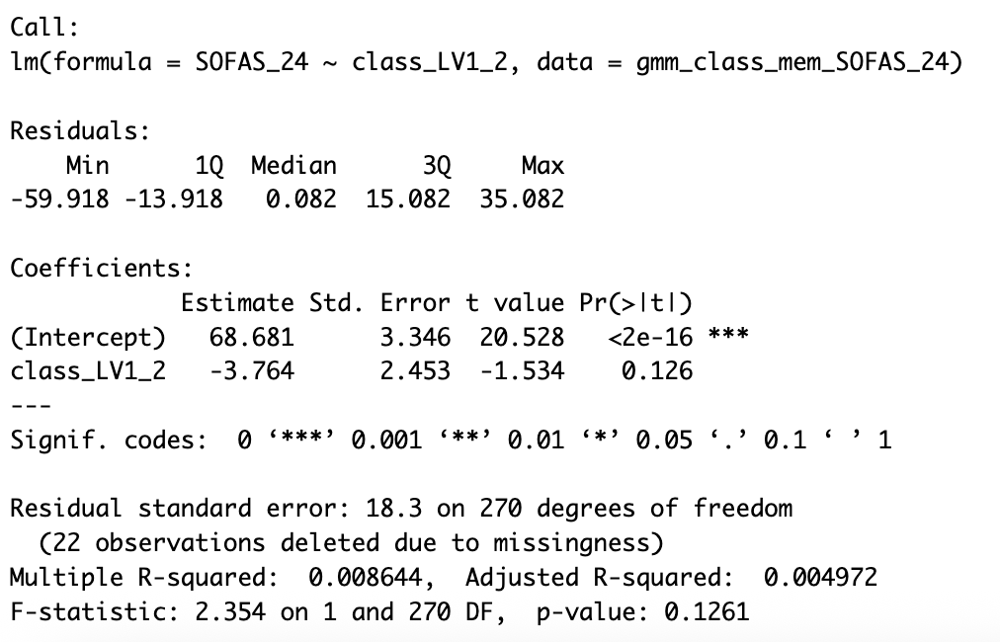 Call:
lm(formula = SOFAS_24 ~ class_LV1_2, data = gmm_class_mem_SOFAS_24)

Residuals:
    Min      1Q  Median      3Q     Max
-59.918 -13.918   0.082  15.082  35.082

Coefficients:
            Estimate Std. Error t value Pr(>|t|)
(Intercept)   68.681      3.346  20.528   <2e-16 ***
class_LV1_2   -3.764      2.453  -1.534    0.126
---
Signif. codes:  0 ‘***’ 0.001 ‘**’ 0.01 ‘*’ 0.05 ‘.’ 0.1 ‘ ’ 1

Residual standard error: 18.3 on 270 degrees of freedom
  (22 observations deleted due to missingness)
Multiple R-squared:  0.008644,  Adjusted R-squared:  0.004972
F-statistic: 2.354 on 1 and 270 DF,  p-value: 0.1261